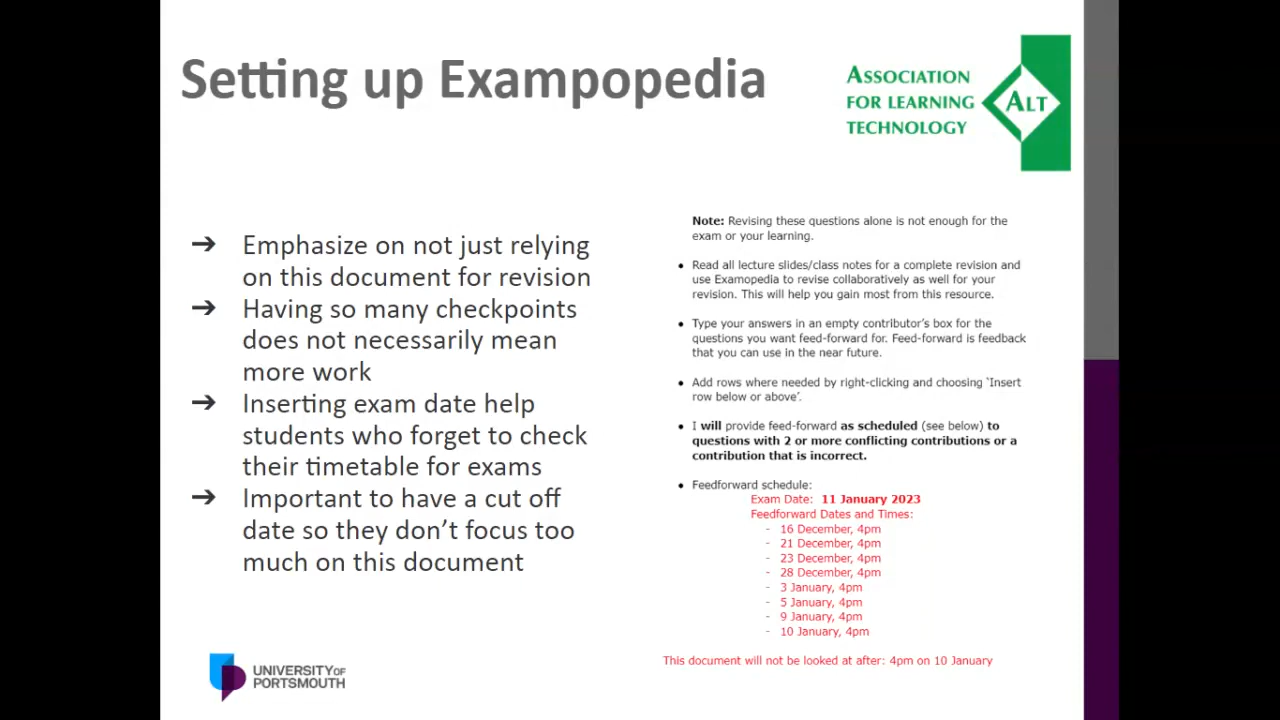 Setting up Exampopedia
ASSOCIATION
FOR LEARNING
TECHNOLOGY
ALT
➔ Emphasize on not just relying
on this document for revision
➔ Having so many checkpoints
does not necessarily mean
more work
➔ Inserting exam date help
students who forget to check
their timetable for exams
➔ Important to have a cut off
date so they don't focus too
much on this document
Note: Revising these questions alone is not enough for the
exam or your learning.
• Read all lecture slides/class notes for a complete revision and
use Examopedia to revise collaboratively as well for your
revision. This will help you gain most from this resource.
• Type your answers in an empty contributor's box for the
questions you want feed-forward for. Feed-forward is feedback
that you can use in the near future.
• Add rows where needed by right-clicking and choosing 'Insert
row below or above'.
• I will provide feed-forward as scheduled (see below) to
questions with 2 or more conflicting contributions or a
contribution that is incorrect.
• Feedforward schedule:
Exam Date: 11 January 2023
Feedforward Dates and Times:
- 16 December, 4pm
- 21 December, 4pm
- 23 December, 4pm
- 28 December, 4pm
- 3 January, 4pm
- 5 January, 4pm
- 9 January, 4pm
- 10 January, 4pm
This document will not be looked at after: 4pm on 10 January
UNIVERSITY OF
PORTSMOUTH